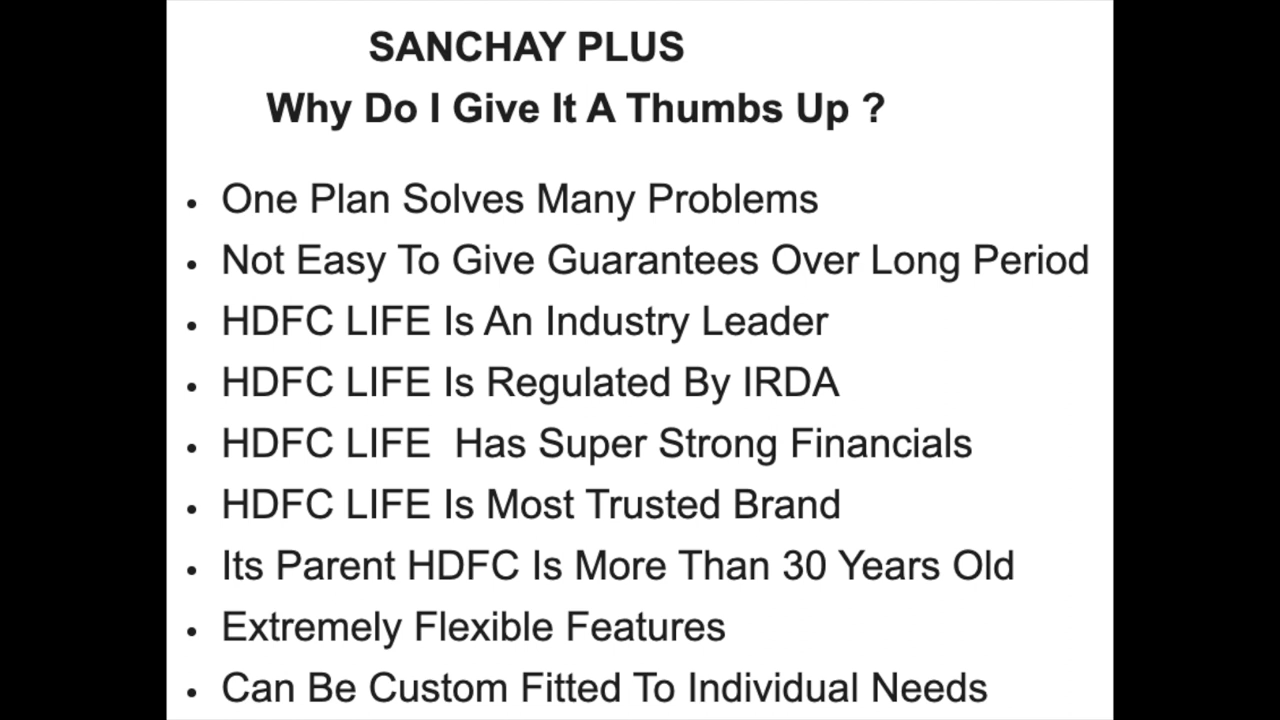 SANCHAY PLUS
Why Do I Give It A Thumbs Up ?
• One Plan Solves Many Problems
• Not Easy To Give Guarantees Over Long Period
• HDFC LIFE Is An Industry Leader
• HDFC LIFE Is Regulated By IRDA
• HDFC LIFE  Has Super Strong Financials
• HDFC LIFE Is Most Trusted Brand
• Its Parent HDFC Is More Than 30 Years Old
• Extremely Flexible Features
• Can Be Custom Fitted To Individual Needs